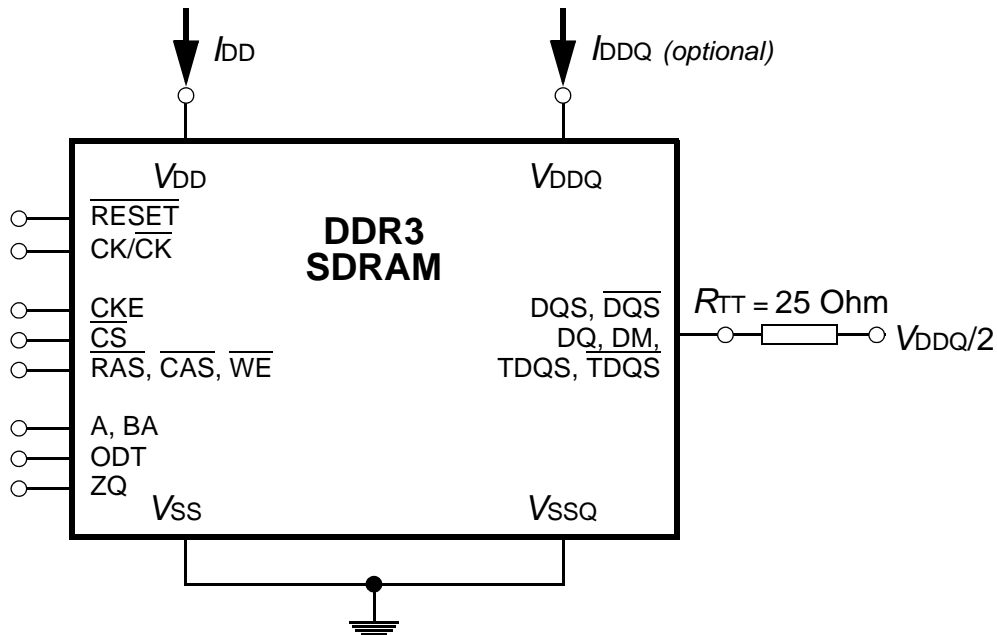 IDD
IDDQ (optional)
VDD
VDDQ
RESET
CK/CK
DDR3
SDRAM
CKE
CS
RAS, CAS, WE
DQS, DQS
DQ, DM,
TDQS, TDQS
RTT = 25 Ohm
VDDQ/2
A, BA
ODT
ZQ
VSS
VSSQ